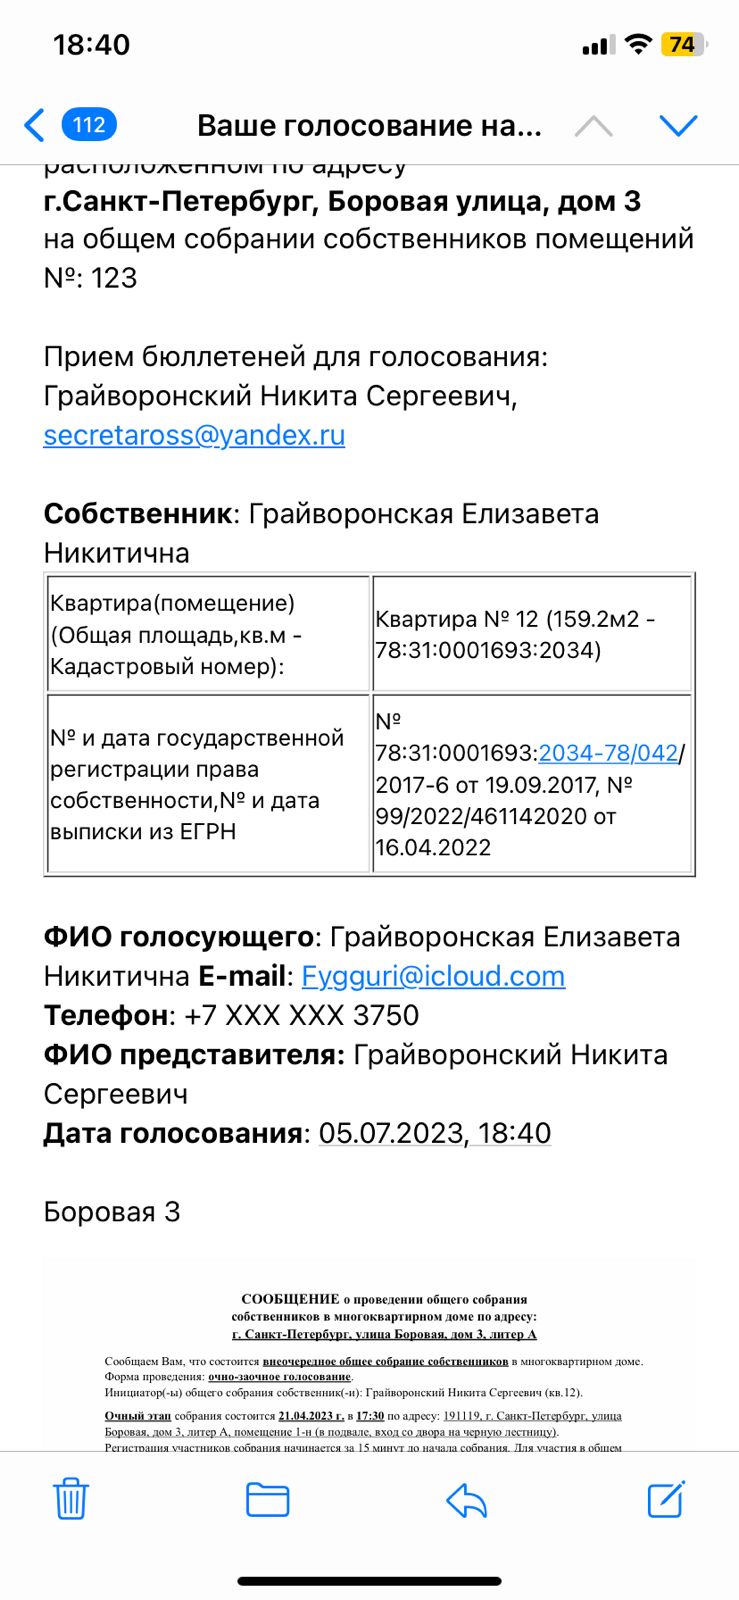 18:40
74
112
Ваше голосование на...
расположенном по адресу
г.Санкт-Петербург, Боровая улица, дом 3
на общем собрании собственников помещений
№: 123
Прием бюллетеней для голосования:
Грайворонский Никита Сергеевич,
secretaross@yandex.ru
Собственник: Грайворонская Елизавета
Никитична
Квартира(помещение)
(Общая площадь,кв.м -
Кадастровый номер):
Квартира № 12 (159.2м2 -
78:31:0001693:2034)
№ и дата государственной
регистрации права
собственности,№ и дата
выписки из ЕГРН
№
78:31:0001693:2034-78/042/
2017-6 от 19.09.2017, №
99/2022/461142020 от
16.04.2022
ФИО голосующего: Грайворонская Елизавета
Никитична E-mail: Fygguri@icloud.com
Телефон: +7 XXX XXX 3750
ФИО представителя: Грайворонский Никита
Сергеевич
Дата голосования: 05.07.2023, 18:40
Боровая 3
СООБЩЕНИЕ о проведении общего собрания
собственников в многоквартирном доме по адресу:
г. Санкт-Петербург, улица Боровая, дом 3, литер А
Сообщаем Вам, что состоится внеочередное общее собрание собственников в многоквартирном доме.
Форма проведения: очно-заочное голосование.
Инициатор(-ы) общего собрания собственник(-и): Грайворонский Никита Сергеевич (кв.12).
Очный этап собрания состоится 21.04.2023 г. в 17:30 по адресу: 191119, г. Санкт-Петербург, улица
Боровая, дом 3, литер А, помещение 1-н (в подвале, вход со двора на черную лестницу).
Регистрация участников собрания начинается за 15 минут до начала собрания. Для участия в общем